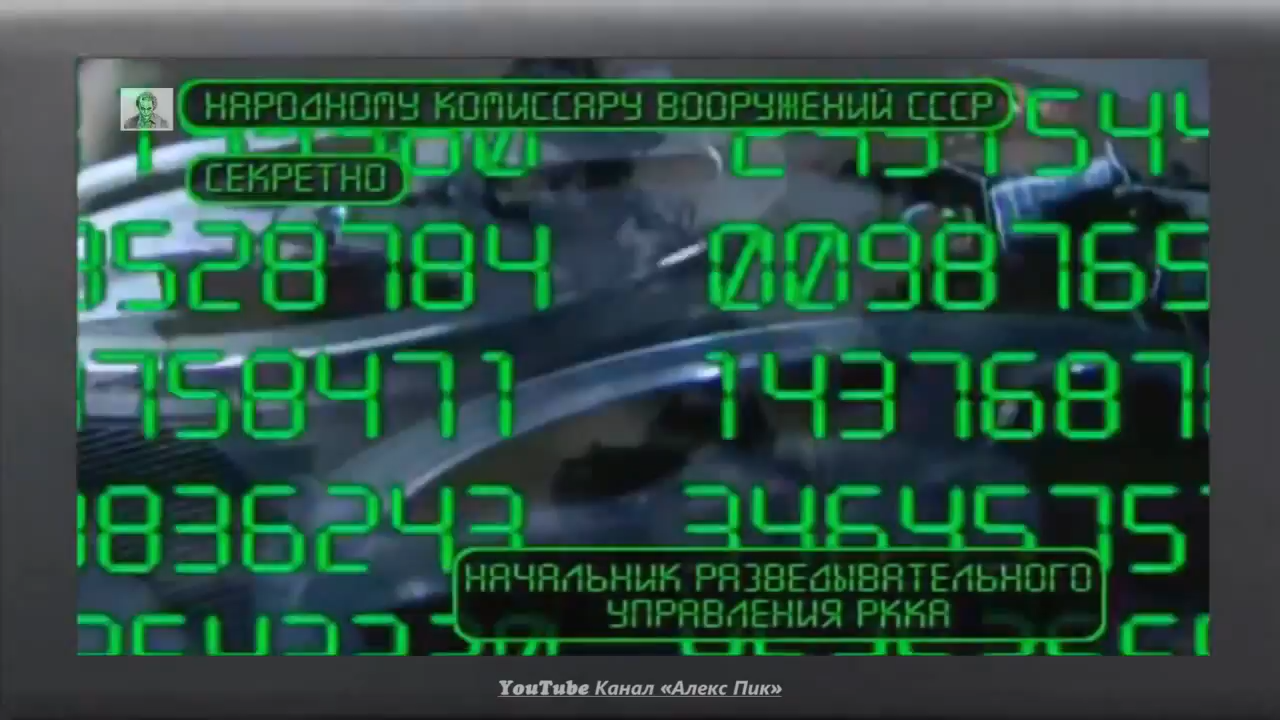 НАРОДНОМУ КОМИССАРУ ВООРУЖЕНИЙ СССР
СЕКРЕТНО
528784 0098765
758471 1437687
836243 3464575
НАЧАЛЬНИК РАЗВЕДЫВАТЕЛЬНОГО
УПРАВЛЕНИЯ РККА
YouTube Канал «Алекс Пик»